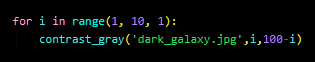 for i in range(1, 10, 1):
    contrast_gray('dark_galaxy.jpg',i,100-i)